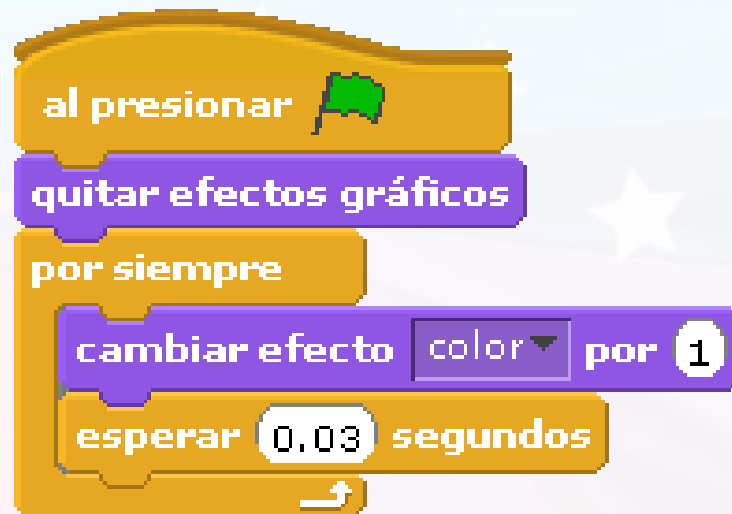 al presionar
quitar efectos gráficos
por siempre
cambiar efecto color por 1
esperar 0.03 segundos